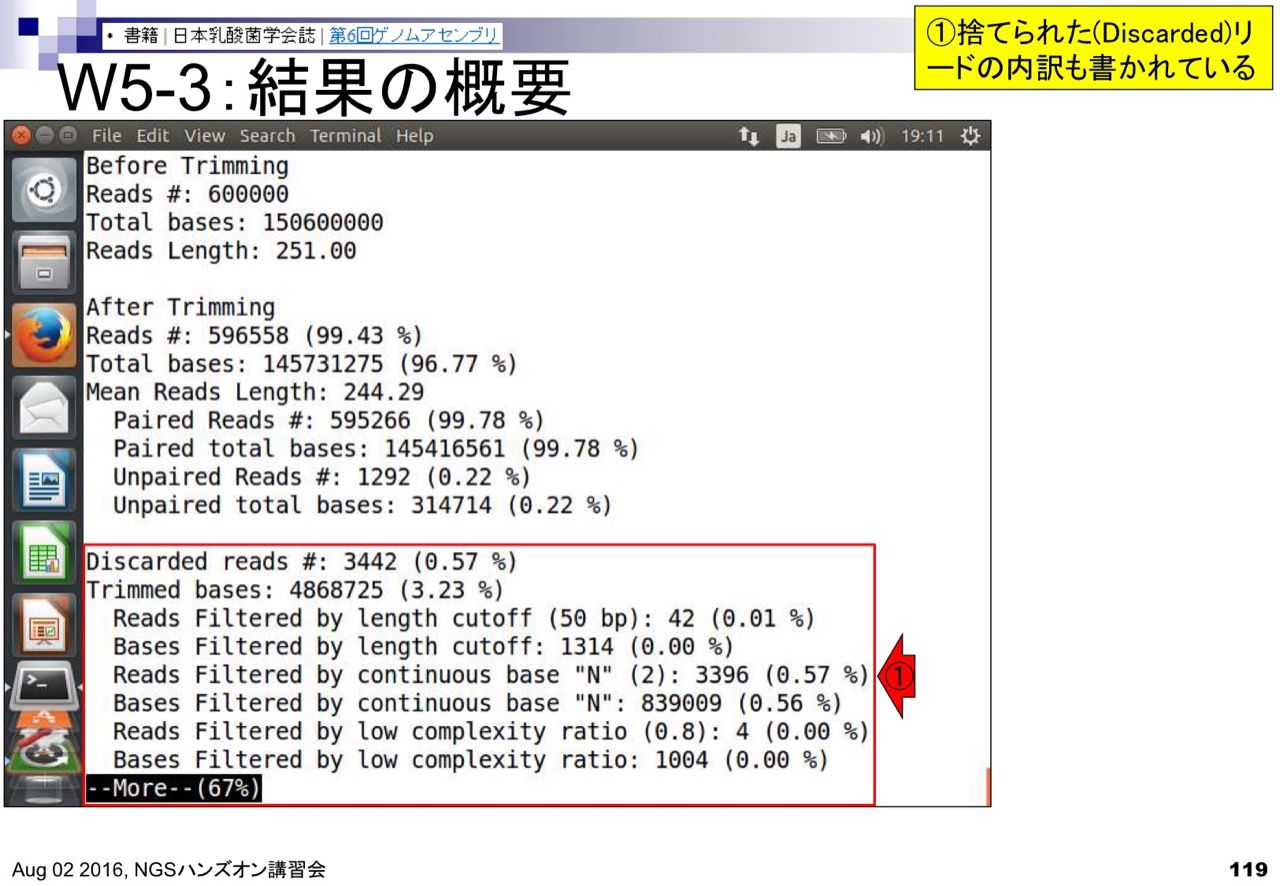 • 書籍 | 日本乳酸菌学会誌 | 第6回ゲノムアセンブリ
W5-3：結果の概要
①捨てられた(Discarded)リ
ードの内訳も書かれている
File Edit View Search Terminal Help
Ja
19:11
Before Trimming
Reads #: 600000
Total bases: 150600000
Reads Length: 251.00
After Trimming
Reads #: 596558 (99.43 %)
Total bases: 145731275 (96.77 %)
Mean Reads Length: 244.29
Paired Reads #: 595266 (99.78 %)
Paired total bases: 145416561 (99.78 %)
Unpaired Reads #: 1292 (0.22 %)
Unpaired total bases: 314714 (0.22 %)
Discarded reads #: 3442 (0.57 %)
Trimmed bases: 4868725 (3.23 %)
Reads Filtered by length cutoff (50 bp): 42 (0.01 %)
Bases Filtered by length cutoff: 1314 (0.00 %)
Reads Filtered by continuous base "N" (2): 3396 (0.57 %)
①
Bases Filtered by continuous base "N": 839009 (0.56 %)
Reads Filtered by low complexity ratio (0.8): 4 (0.00 %)
Bases Filtered by low complexity ratio: 1004 (0.00 %)
--More--(67%)
Aug 02 2016, NGSハンズオン講習会
119